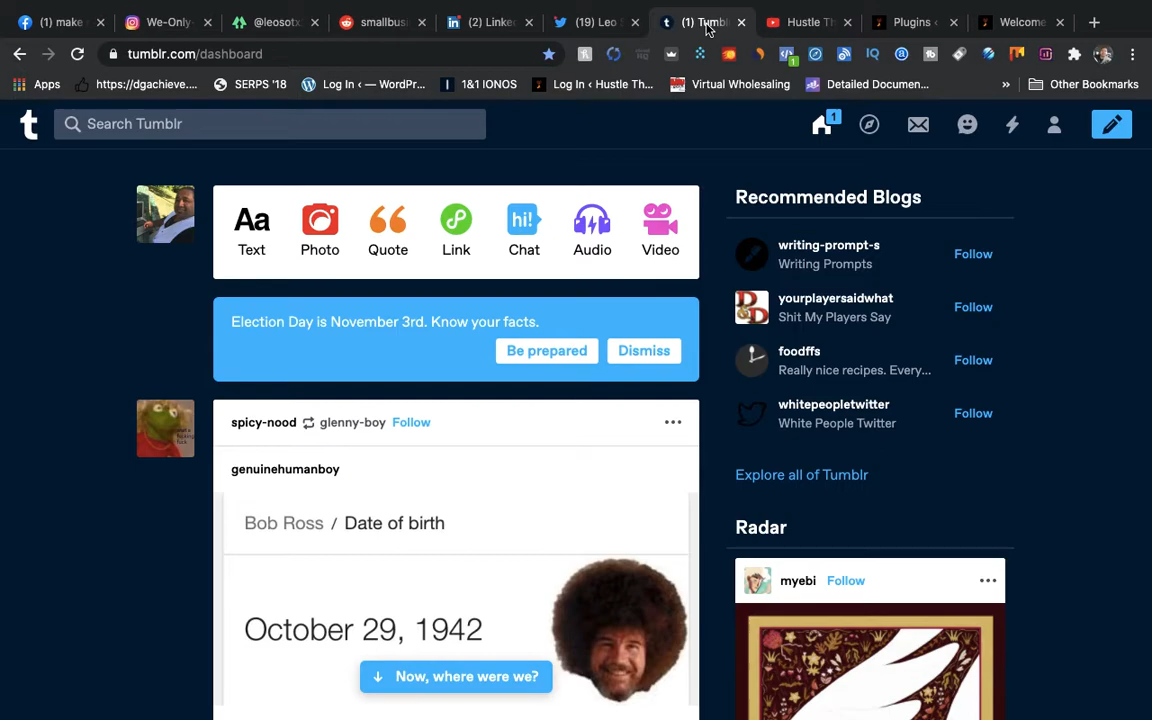 (1) make
We-Only
@leosotx
smallbus
(2) Linke
(19) Leo S
(1) Tumbl
Hustle Th
Plugins ‹
Welcome
tumblr.com/dashboard
Apps
https://dgachieve....
SERPS '18
Log In ‹ — WordPr...
1&1 IONOS
Log In ‹ Hustle Th...
Virtual Wholesaling
Detailed Documen...
»
Other Bookmarks
t
Search Tumblr
1
Aa
Text
Photo
Quote
Link
hi!
Chat
Audio
Video
Election Day is November 3rd. Know your facts.
Be prepared
Dismiss
spicy-nood glenny-boy Follow
genuinehumanboy
Bob Ross / Date of birth
October 29, 1942
Now, where were we?
Recommended Blogs
writing-prompt-s
Writing Prompts
Follow
yourplayersaidwhat
Shit My Players Say
Follow
foodffs
Really nice recipes. Every...
Follow
whitepeopletwitter
White People Twitter
Follow
Explore all of Tumblr
Radar
myebi Follow